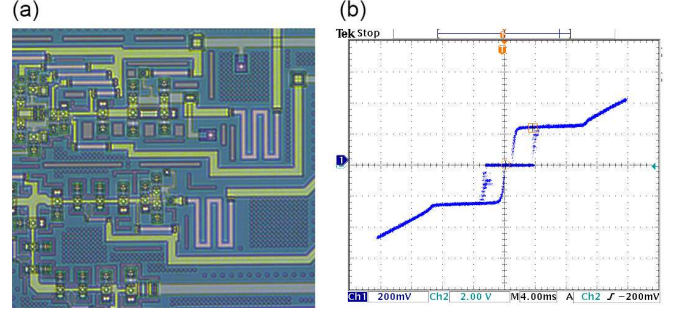 (a)
(b)
Tek Stop
T
1
Ch1 200mV Ch2 2.00 V M 4.00ms A Ch2 ∫ −200mV